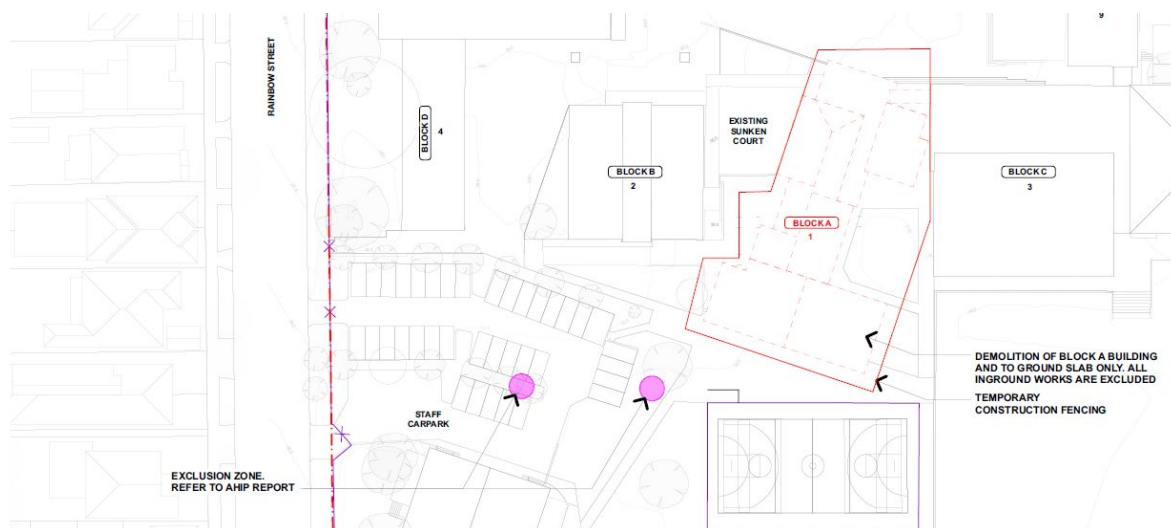 RAINBOW STREET
BLOCK D
4
BLOCK B
2
EXISTING
SUNKEN
COURT
BLOCK A
1
BLOCK C
3
9
DEMOLITION OF BLOCK A BUILDING
AND TO GROUND SLAB ONLY. ALL
INGROUND WORKS ARE EXCLUDED
TEMPORARY
CONSTRUCTION FENCING
STAFF
CARPARK
EXCLUSION ZONE.
REFER TO AHIP REPORT